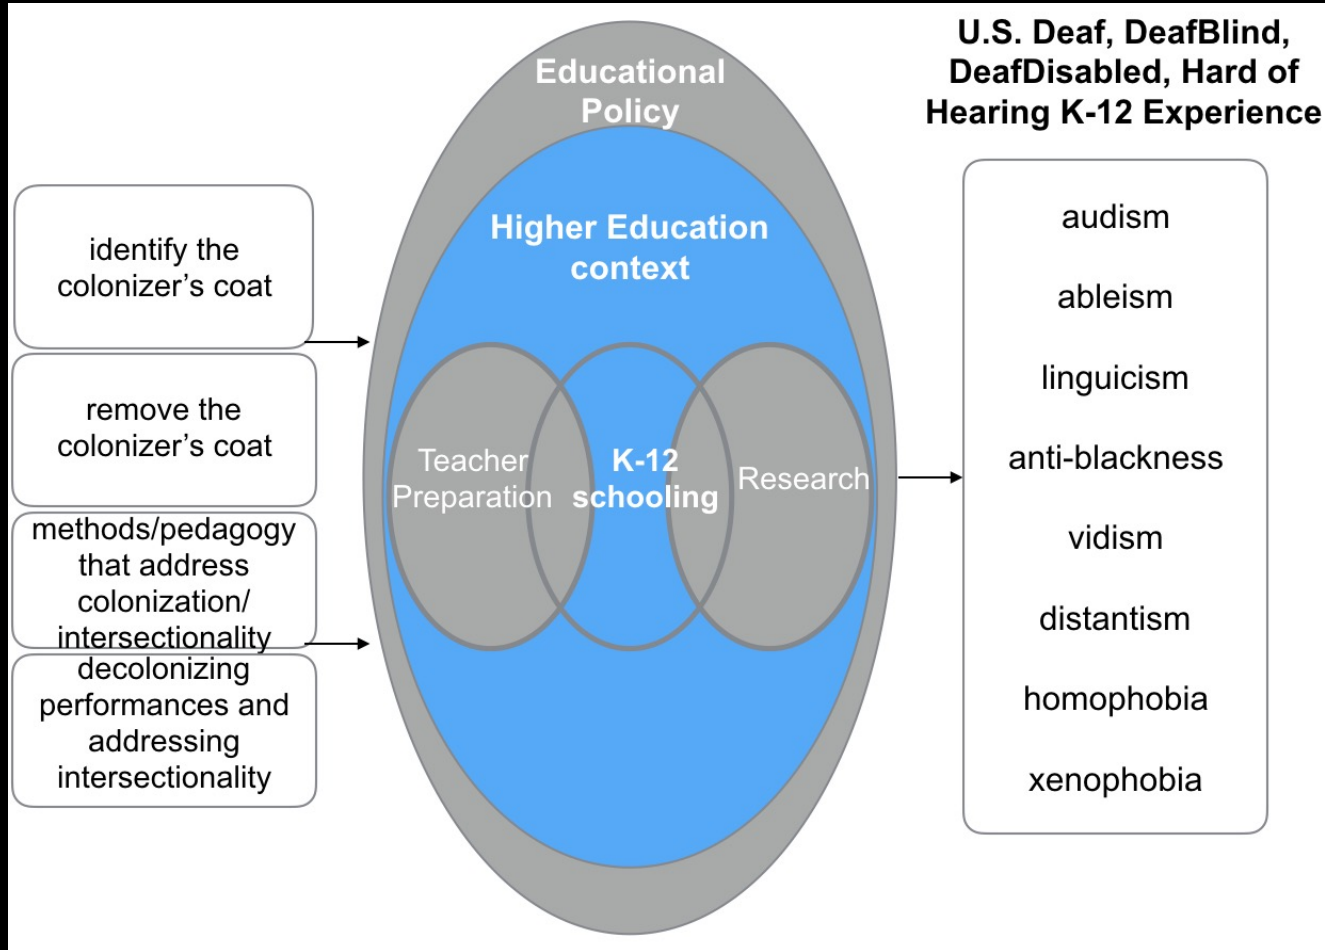 U.S. Deaf, DeafBlind,
DeafDisabled, Hard of
Hearing K-12 Experience
Educational
Policy
Higher Education
context
identify the
colonizer’s coat
remove the
colonizer’s coat
methods/pedagogy
that address
colonization/
intersectionality
decolonizing
performances and
addressing
intersectionality
Teacher
Preparation
K-12
schooling
Research
audism
ableism
linguicism
anti-blackness
vidism
distantism
homophobia
xenophobia